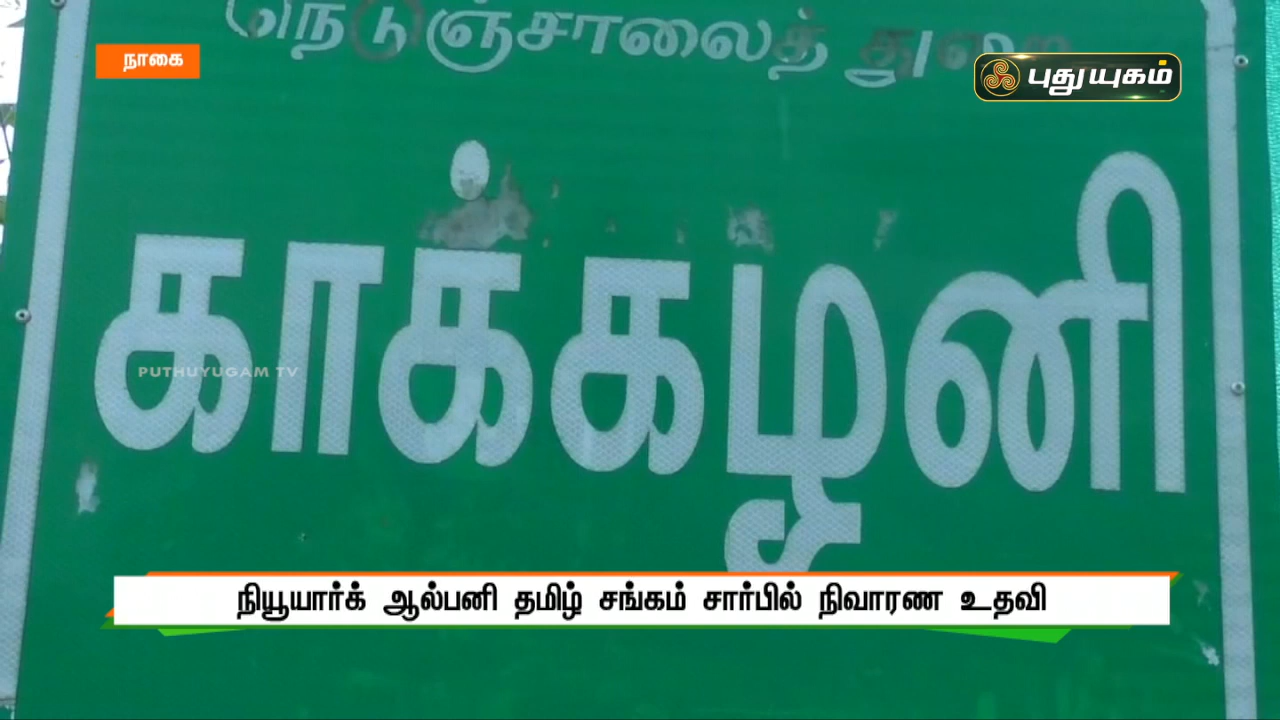 நெடுஞ்சாலைத் துறை
நாகை
புதுயுகம்
காக்கழனி
PUTHUYUGAM TV
நியூயார்க் ஆல்பனி தமிழ் சங்கம் சார்பில் நிவாரண உதவி